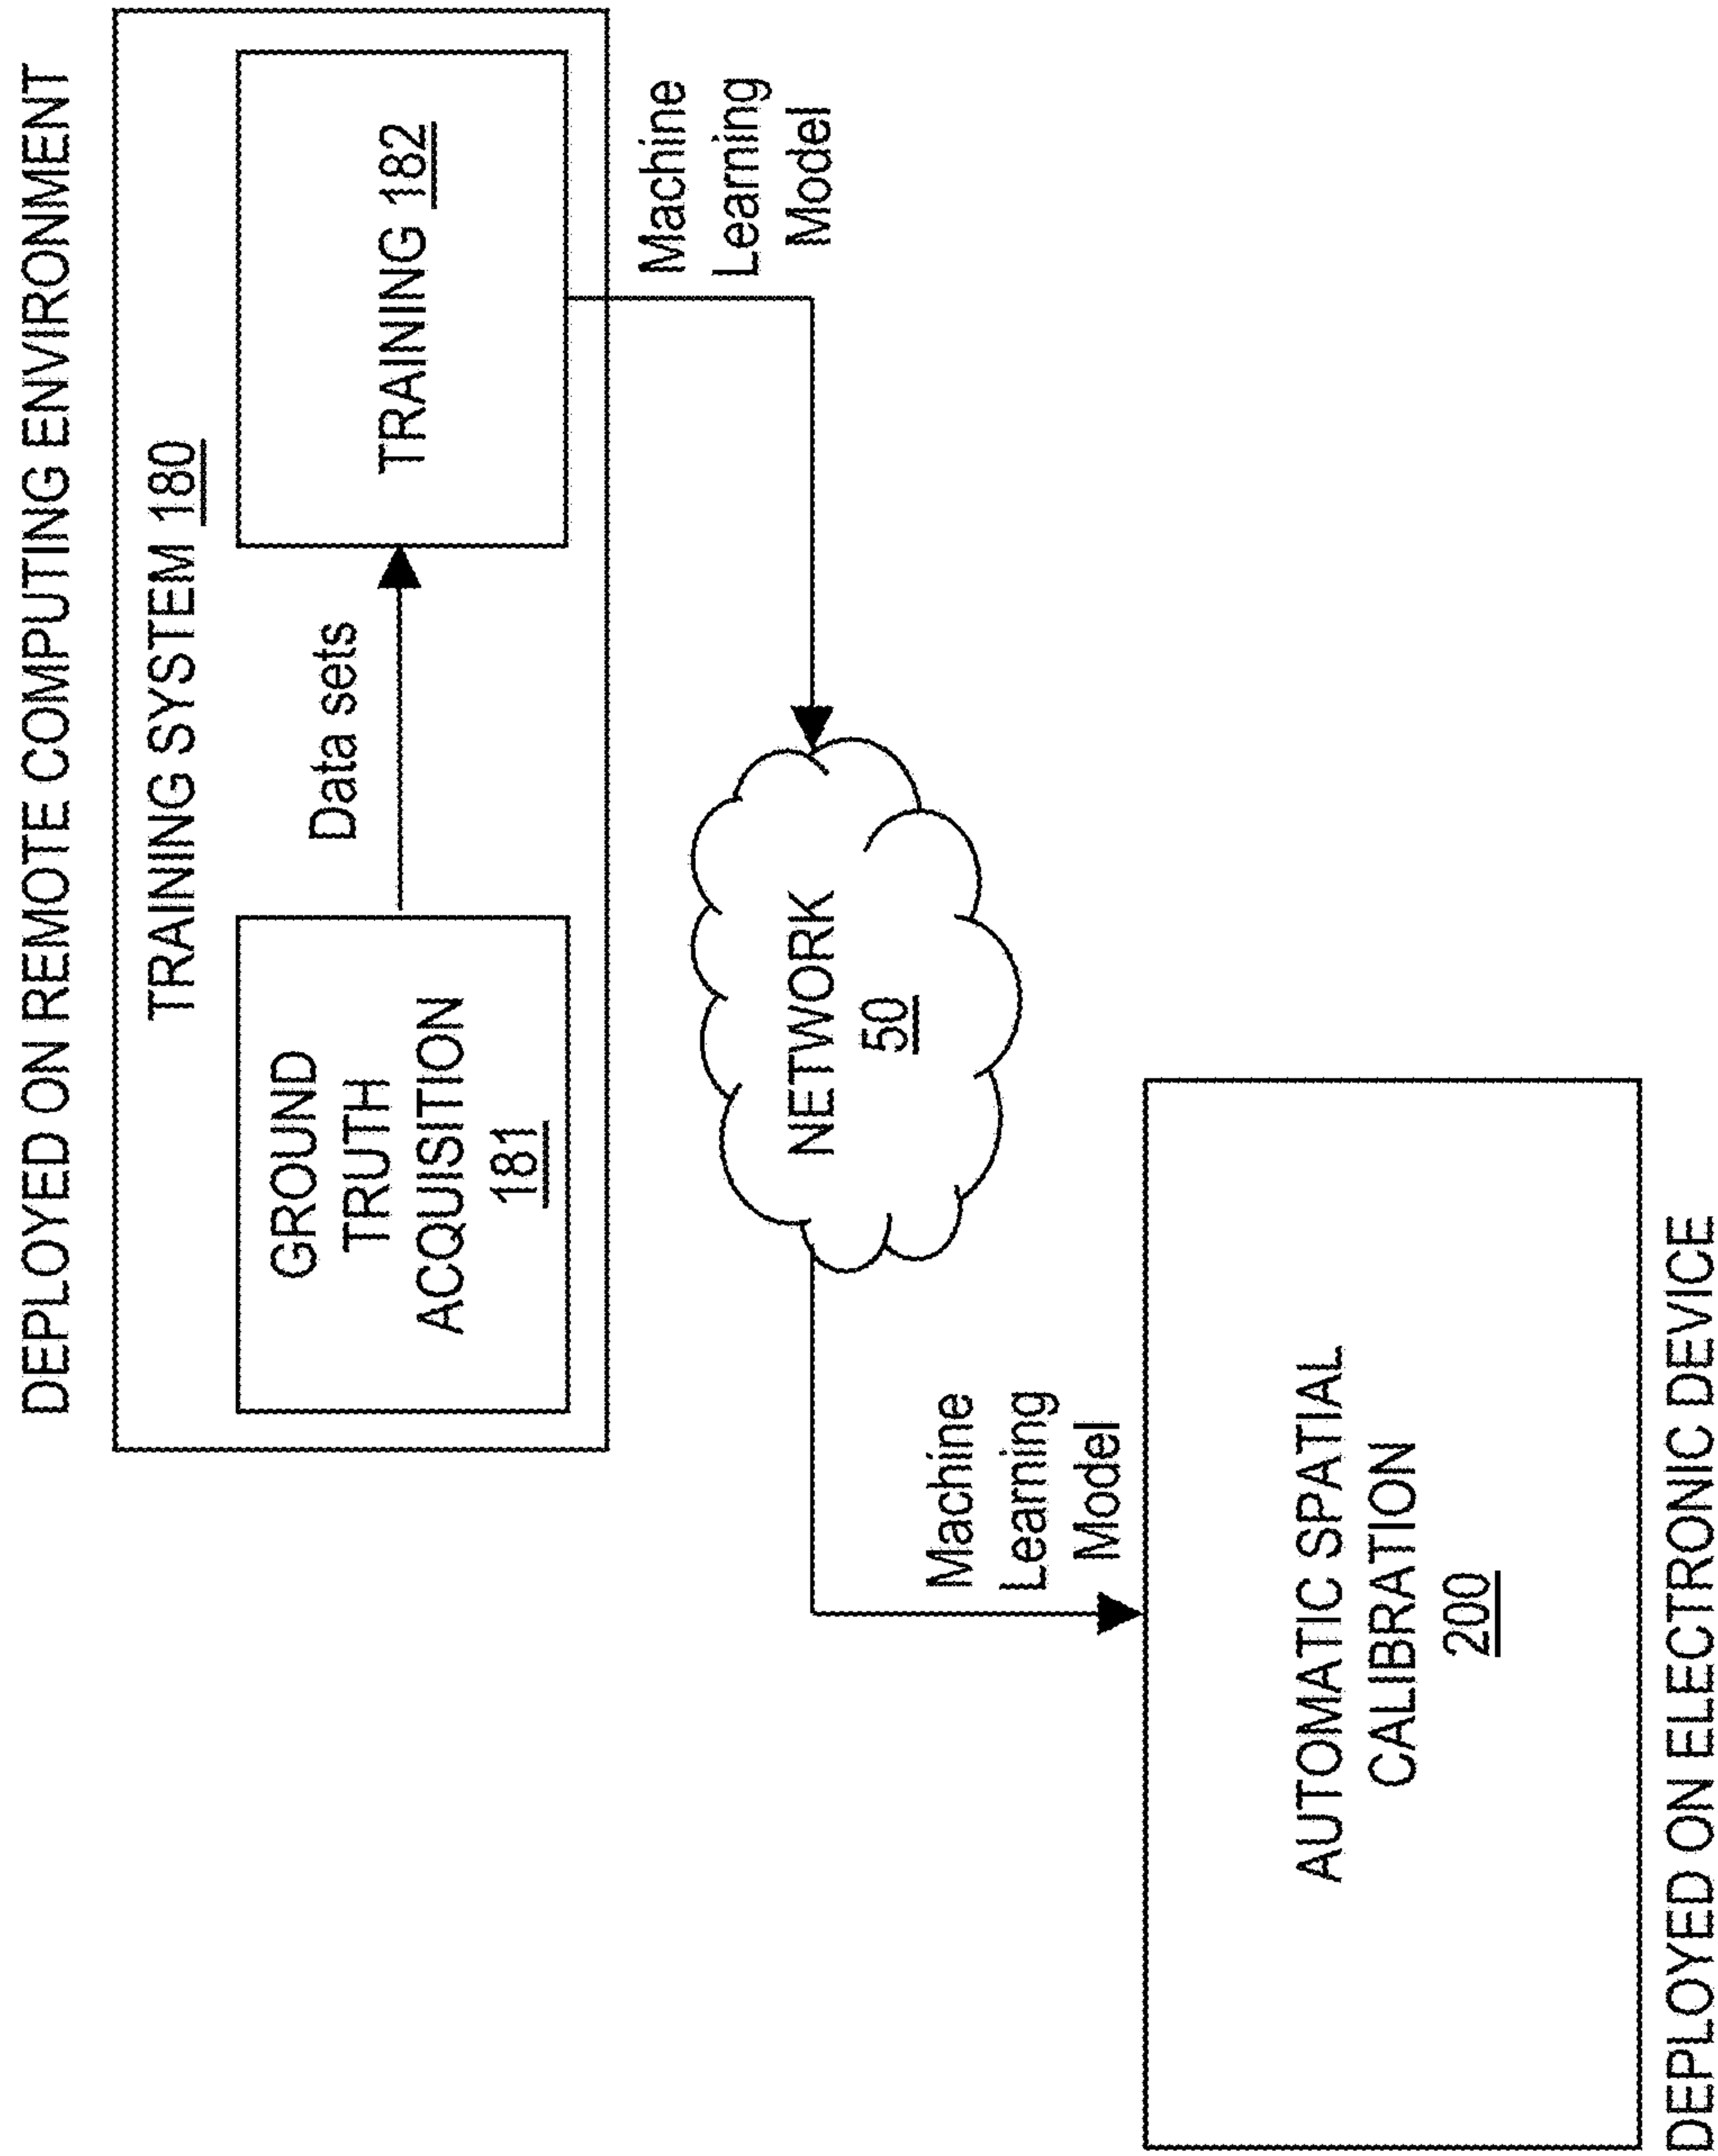 DEPLOYED ON REMOTE COMPUTING ENVIRONMENT
TRAINING SYSTEM 180
GROUND
TRUTH
ACQUISITION
181
Data sets
TRAINING 182
Machine
Learning
Model
NETWORK
50
Machine
Learning
Model
AUTOMATIC SPATIAL
CALIBRATION
200
DEPLOYED ON ELECTRONIC DEVICE